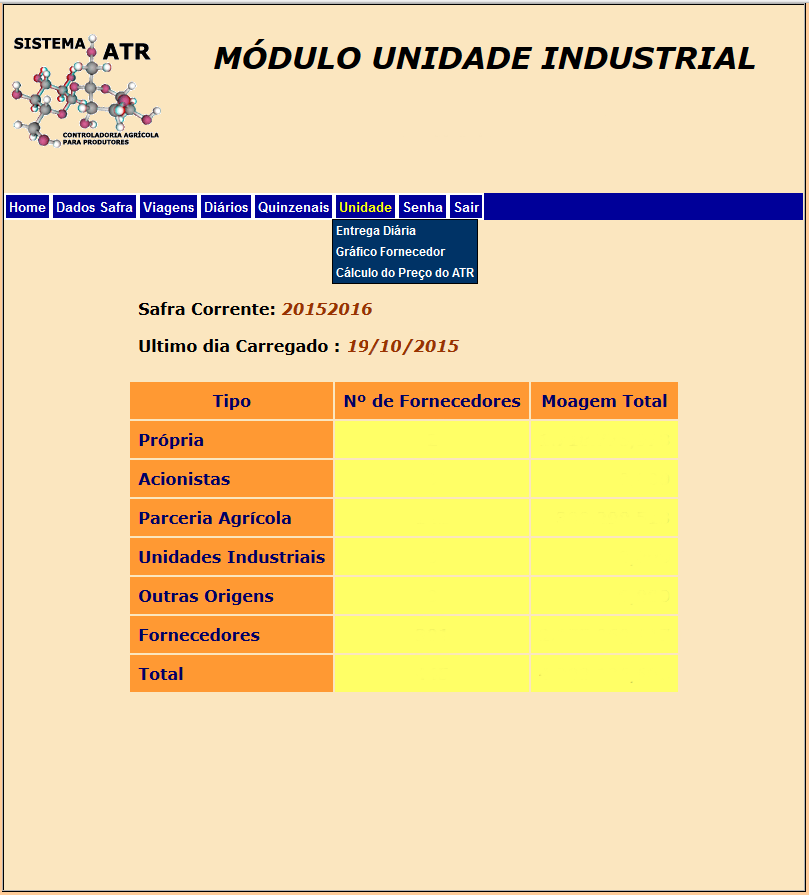 SISTEMA ATR
CONTROLADORIA AGRÍCOLA
PARA PRODUTORES
MÓDULO UNIDADE INDUSTRIAL
Home Dados Safra Viagens Diários Quinzenais Unidade Senha Sair
Entrega Diária
Gráfico Fornecedor
Cálculo do Preço do ATR
Safra Corrente: 20152016
Ultimo dia Carregado : 19/10/2015
Tipo Nº de Fornecedores Moagem Total
Própria
Acionistas
Parceria Agrícola
Unidades Industriais
Outras Origens
Fornecedores
Total